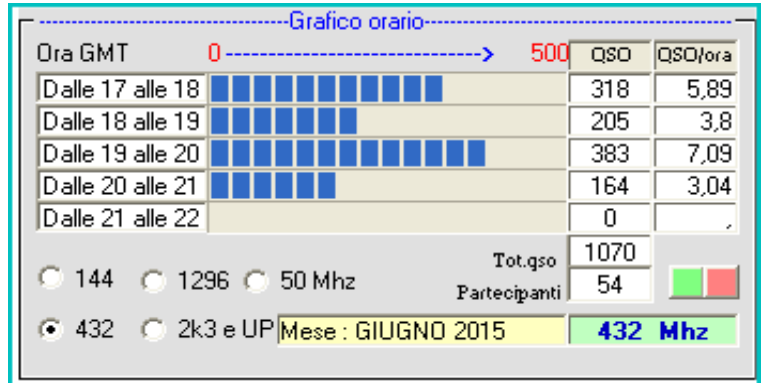 Grafico orario
Ora GMT 0 -----------------------------> 500 QSO QSO/ora
Dalle 17 alle 18 318 5,89
Dalle 18 alle 19 205 3,8
Dalle 19 alle 20 383 7,09
Dalle 20 alle 21 164 3,04
Dalle 21 alle 22 0 ,
Tot.qso 1070
144 1296 50 Mhz Partecipanti 54
432 2k3 e UP Mese : GIUGNO 2015 432 Mhz